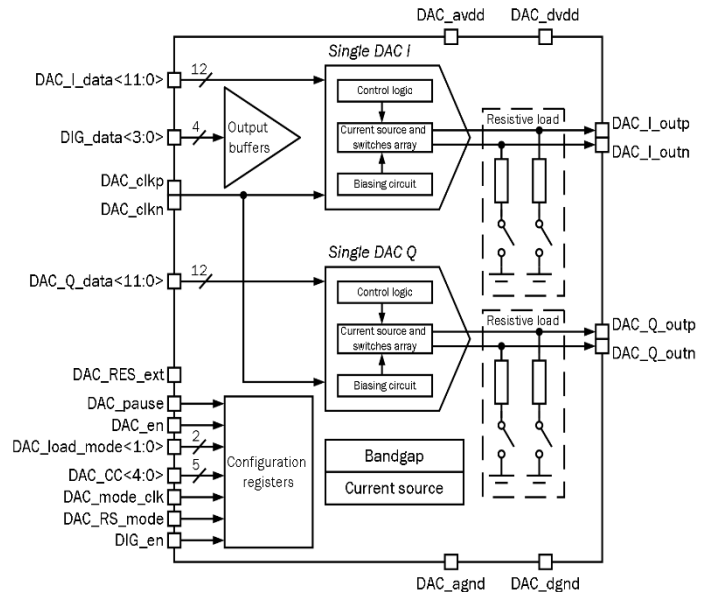 DAC_avdd
DAC_dvdd
Single DAC I
DAC_I_data<11:0>
12
Control logic
DIG_data<3:0>
4
Output
buffers
Current source and
switches array
Resistive load
DAC_I_outp
DAC_I_outn
DAC_clkp
DAC_clkn
Biasing circuit
Single DAC Q
DAC_Q_data<11:0>
12
Control logic
Current source and
switches array
Resistive load
DAC_Q_outp
DAC_Q_outn
DAC_RES_ext
Biasing circuit
DAC_pause
DAC_en
DAC_load_mode<1:0>
2
DAC_CC<4:0>
5
DAC_mode_clk
DAC_RS_mode
DIG_en
Configuration
registers
Bandgap
Current source
DAC_agnd
DAC_dgnd